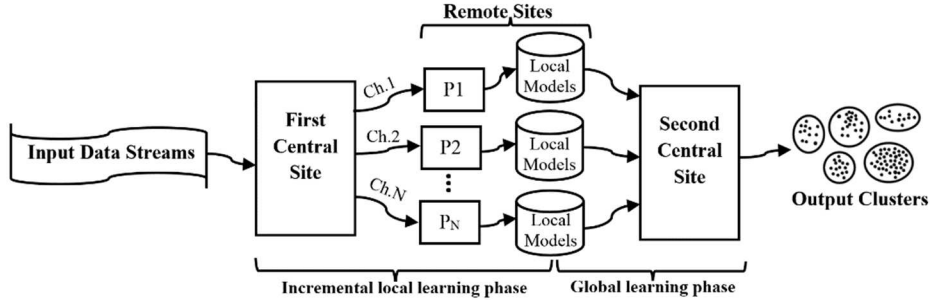 Remote Sites
Input Data Streams
First
Central
Site
Ch.1
Ch.2
Ch.N
P1
P2
PN
Local
Models
Local
Models
Local
Models
Second
Central
Site
Output Clusters
Incremental local learning phase
Global learning phase